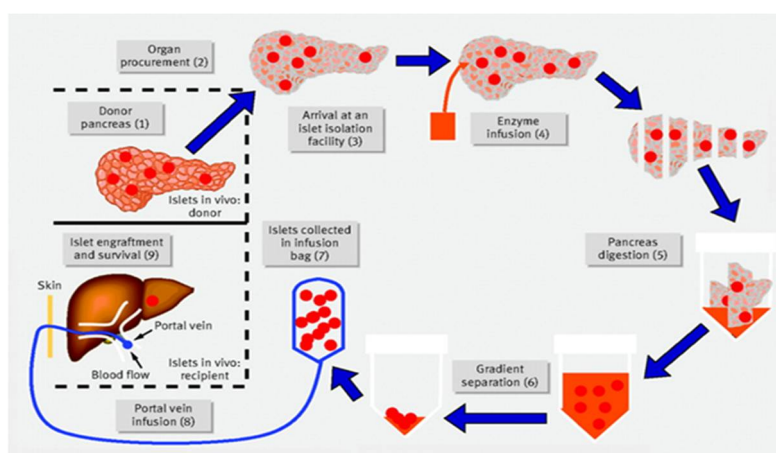 Organ
procurement (2)
Donor
pancreas (1)
Islets in vivo:
donor
Arrival at an
islet isolation
facility (3)
Enzyme
infusion (4)
Pancreas
digestion (5)
Gradient
separation (6)
Islets collected
in infusion
bag (7)
Portal vein
infusion (8)
Islet engraftment
and survival (9)
Skin
Portal vein
Blood flow
Islets in vivo:
recipient